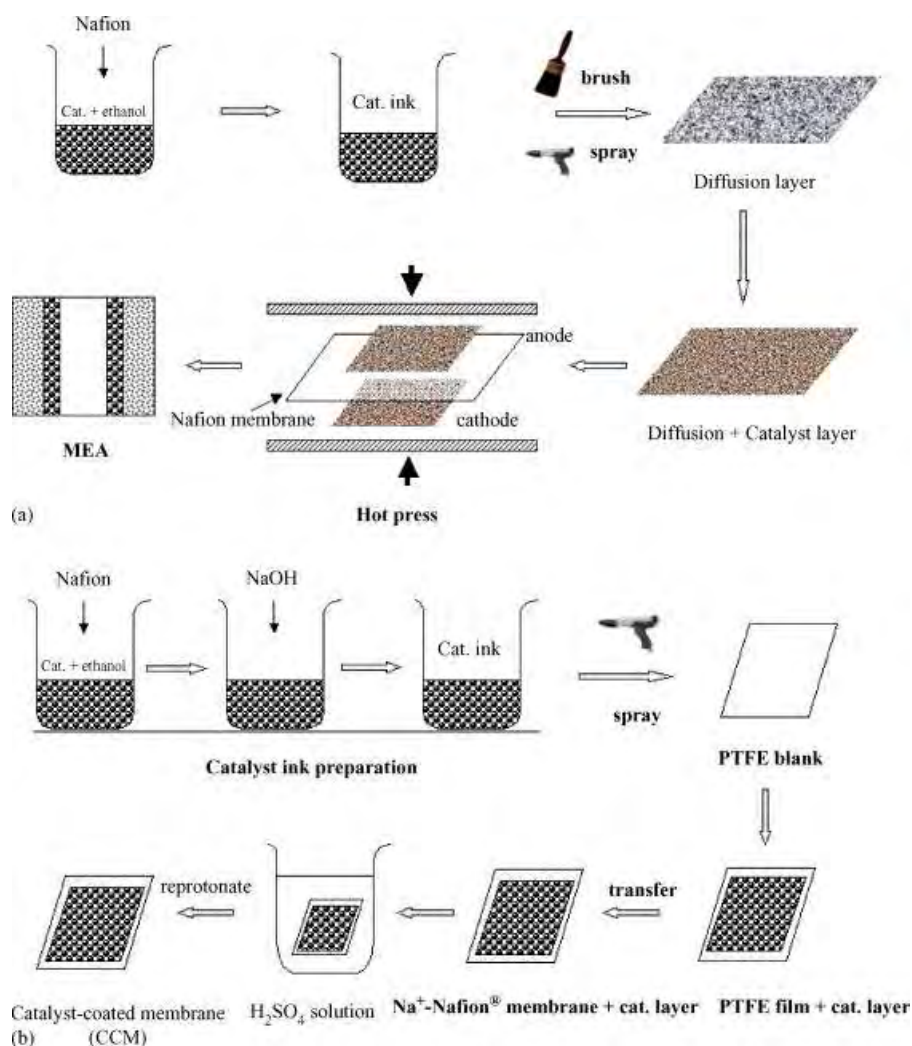 Nafion
Cat. + ethanol
Cat. ink
brush
spray
Diffusion layer
anode
Nafion membrane
cathode
MEA
Diffusion + Catalyst layer
(a)
Hot press
Nafion
NaOH
Cat. + ethanol
Cat. ink
spray
Catalyst ink preparation
PTFE blank
reprotonate
transfer
Catalyst-coated membrane
(CCM)
H₂SO₄ solution
Na⁺-Nafion® membrane + cat. layer
PTFE film + cat. layer
(b)